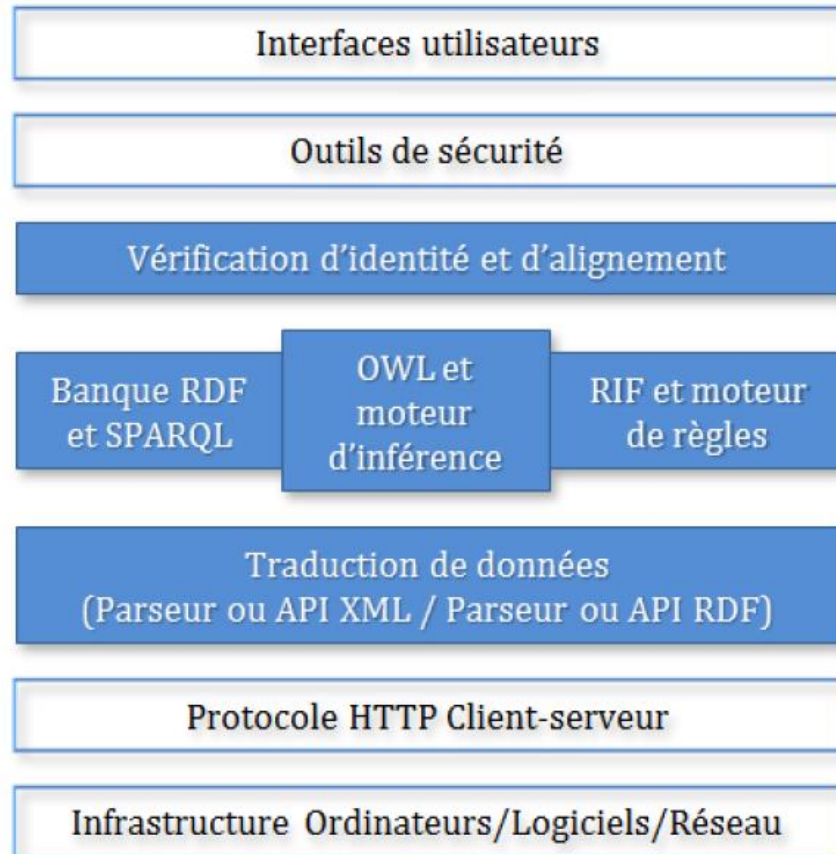 Interfaces utilisateurs
Outils de sécurité
Vérification d'identité et d'alignement
Banque RDF
et SPARQL
OWL et
moteur
d'inférence
RIF et moteur
de règles
Traduction de données
(Parseur ou API XML / Parseur ou API RDF)
Protocole HTTP Client-serveur
Infrastructure Ordinateurs/Logiciels/Réseau